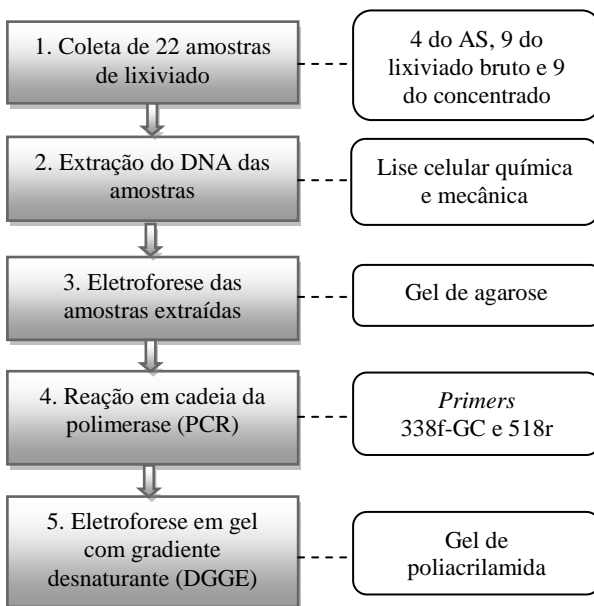 1. Coleta de 22 amostras
de lixiviado
4 do AS, 9 do
lixiviado bruto e 9
do concentrado
2. Extração do DNA das
amostras
Lise celular química
e mecânica
3. Eletroforese das
amostras extraídas
Gel de agarose
4. Reação em cadeia da
polimerase (PCR)
Primers
338f-GC e 518r
5. Eletroforese em gel
com gradiente
desnaturante (DGGE)
Gel de
poliacrilamida